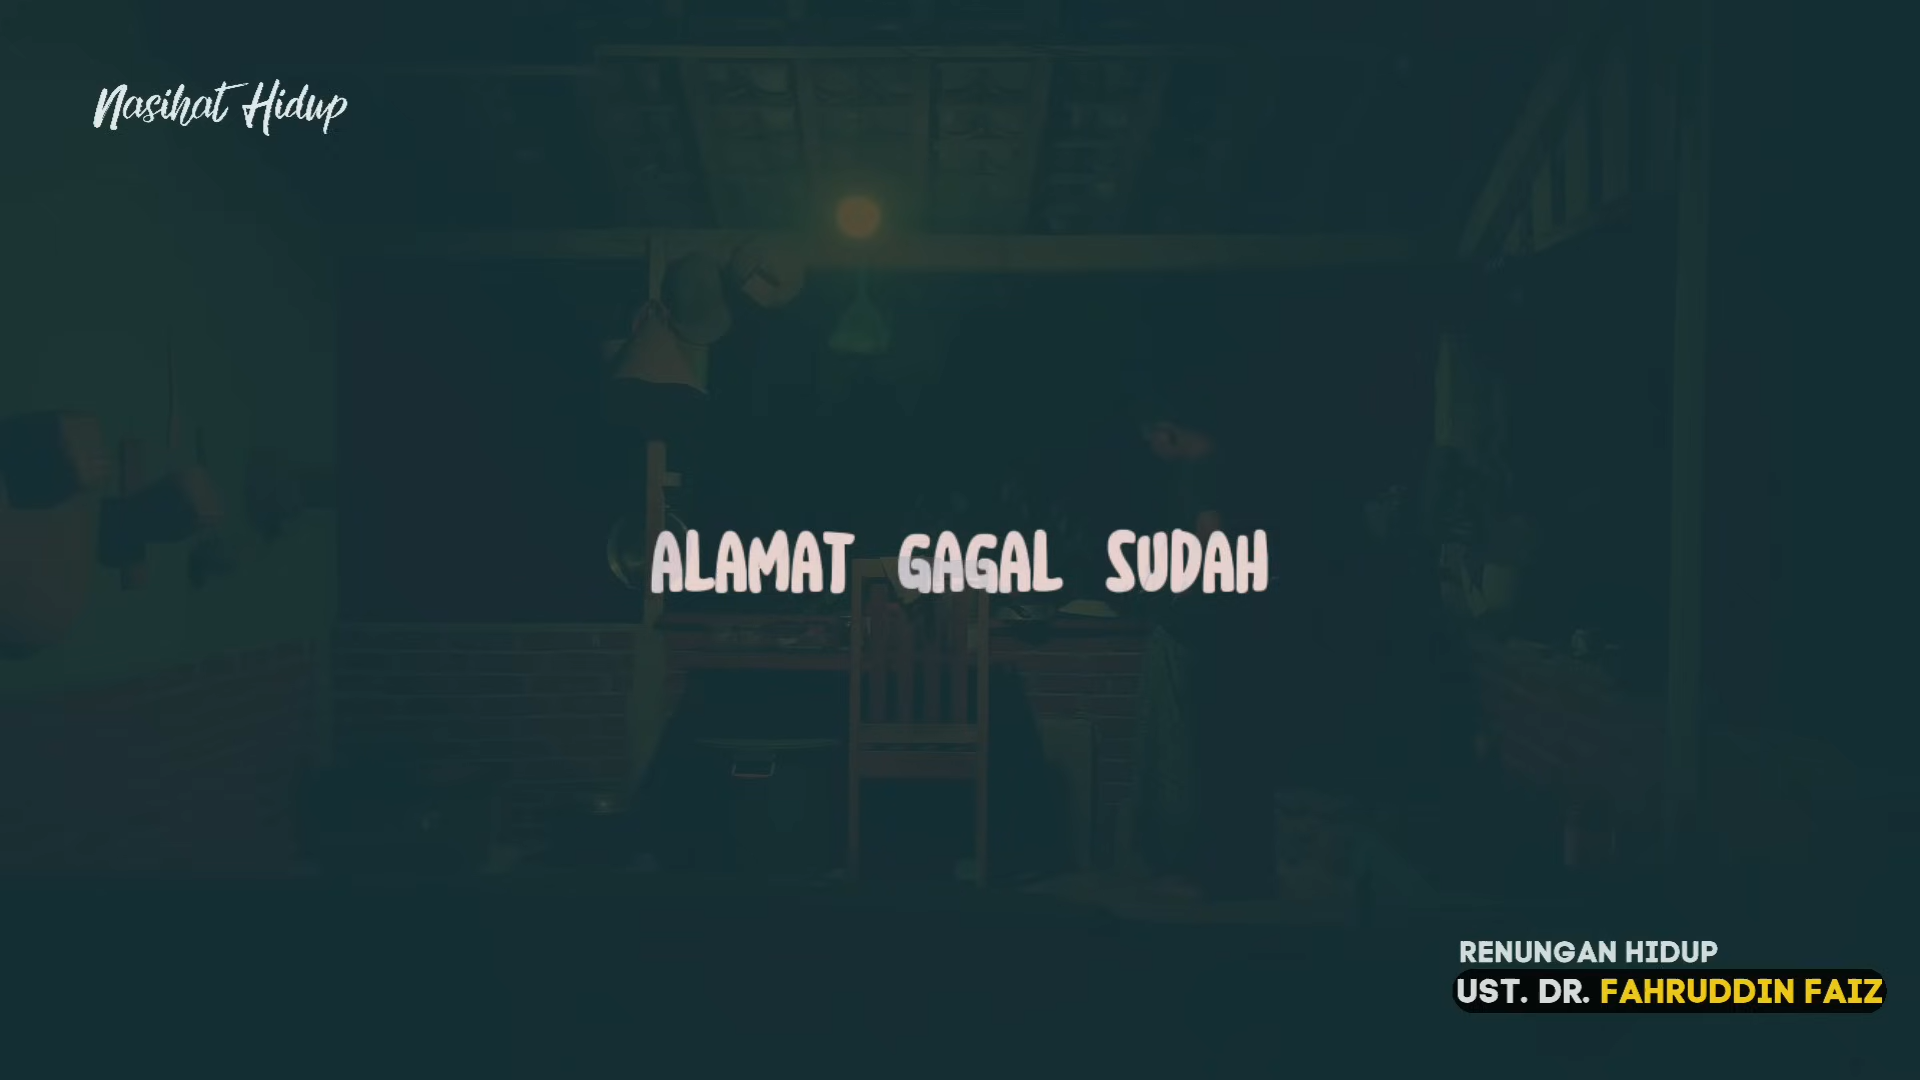 Nasihat Hidup
ALAMAT GAGAL SUDAH
RENUNGAN HIDUP
UST. DR. FAHRUDDIN FAIZ